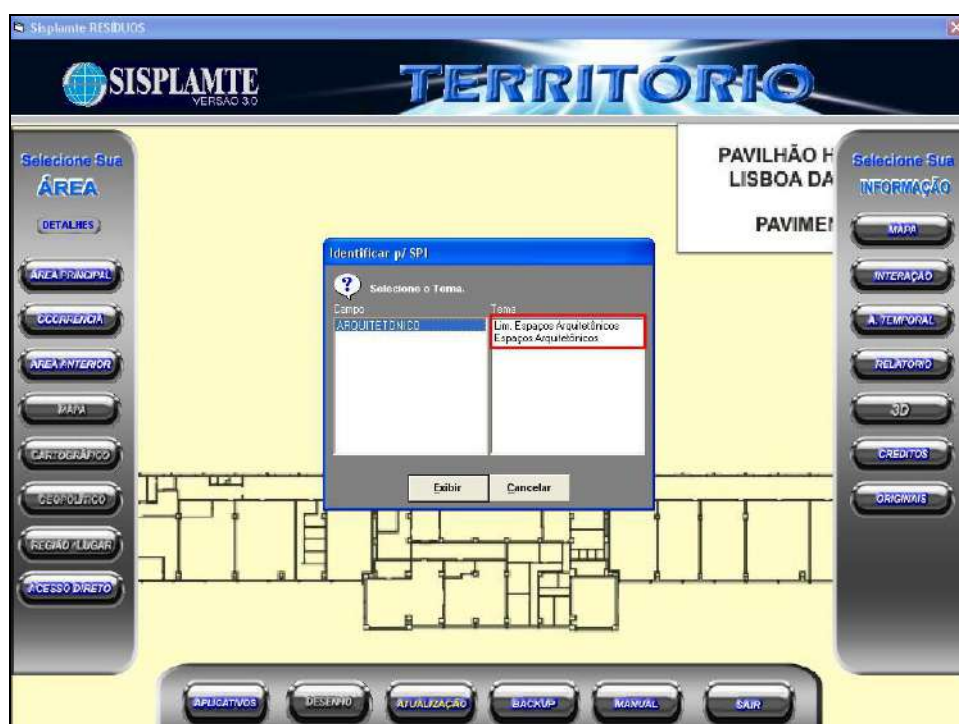 Sisplamte RESÍDUOS
SISPLAMTE
VERSÃO 3.0
TERRITÓRIO
Selecione Sua
ÁREA
DETALHES
ÁREA PRINCIPAL
OCORRÊNCIA
ÁREA ANTERIOR
MAPA
CARTOGRÁFICO
GEOPOLÍTICO
REGIÃO / LUGAR
ACESSO DIRETO
PAVILHÃO H
LISBOA DA
PAVIMEN
Identificar p/ SPI
Selecione o Tema.
Campo
Tema
ARQUITETONICO
Lim. Espaços Arquitetônicos
Espaços Arquitetônicos
Exibir
Cancelar
Selecione Sua
INFORMAÇÃO
MAPA
INTERAÇÃO
A. TEMPORAL
RELATÓRIO
3D
CRÉDITOS
ORIGINAIS
APLICATIVOS
DESENHO
ATUALIZAÇÃO
BACKUP
MANUAL
SAIR